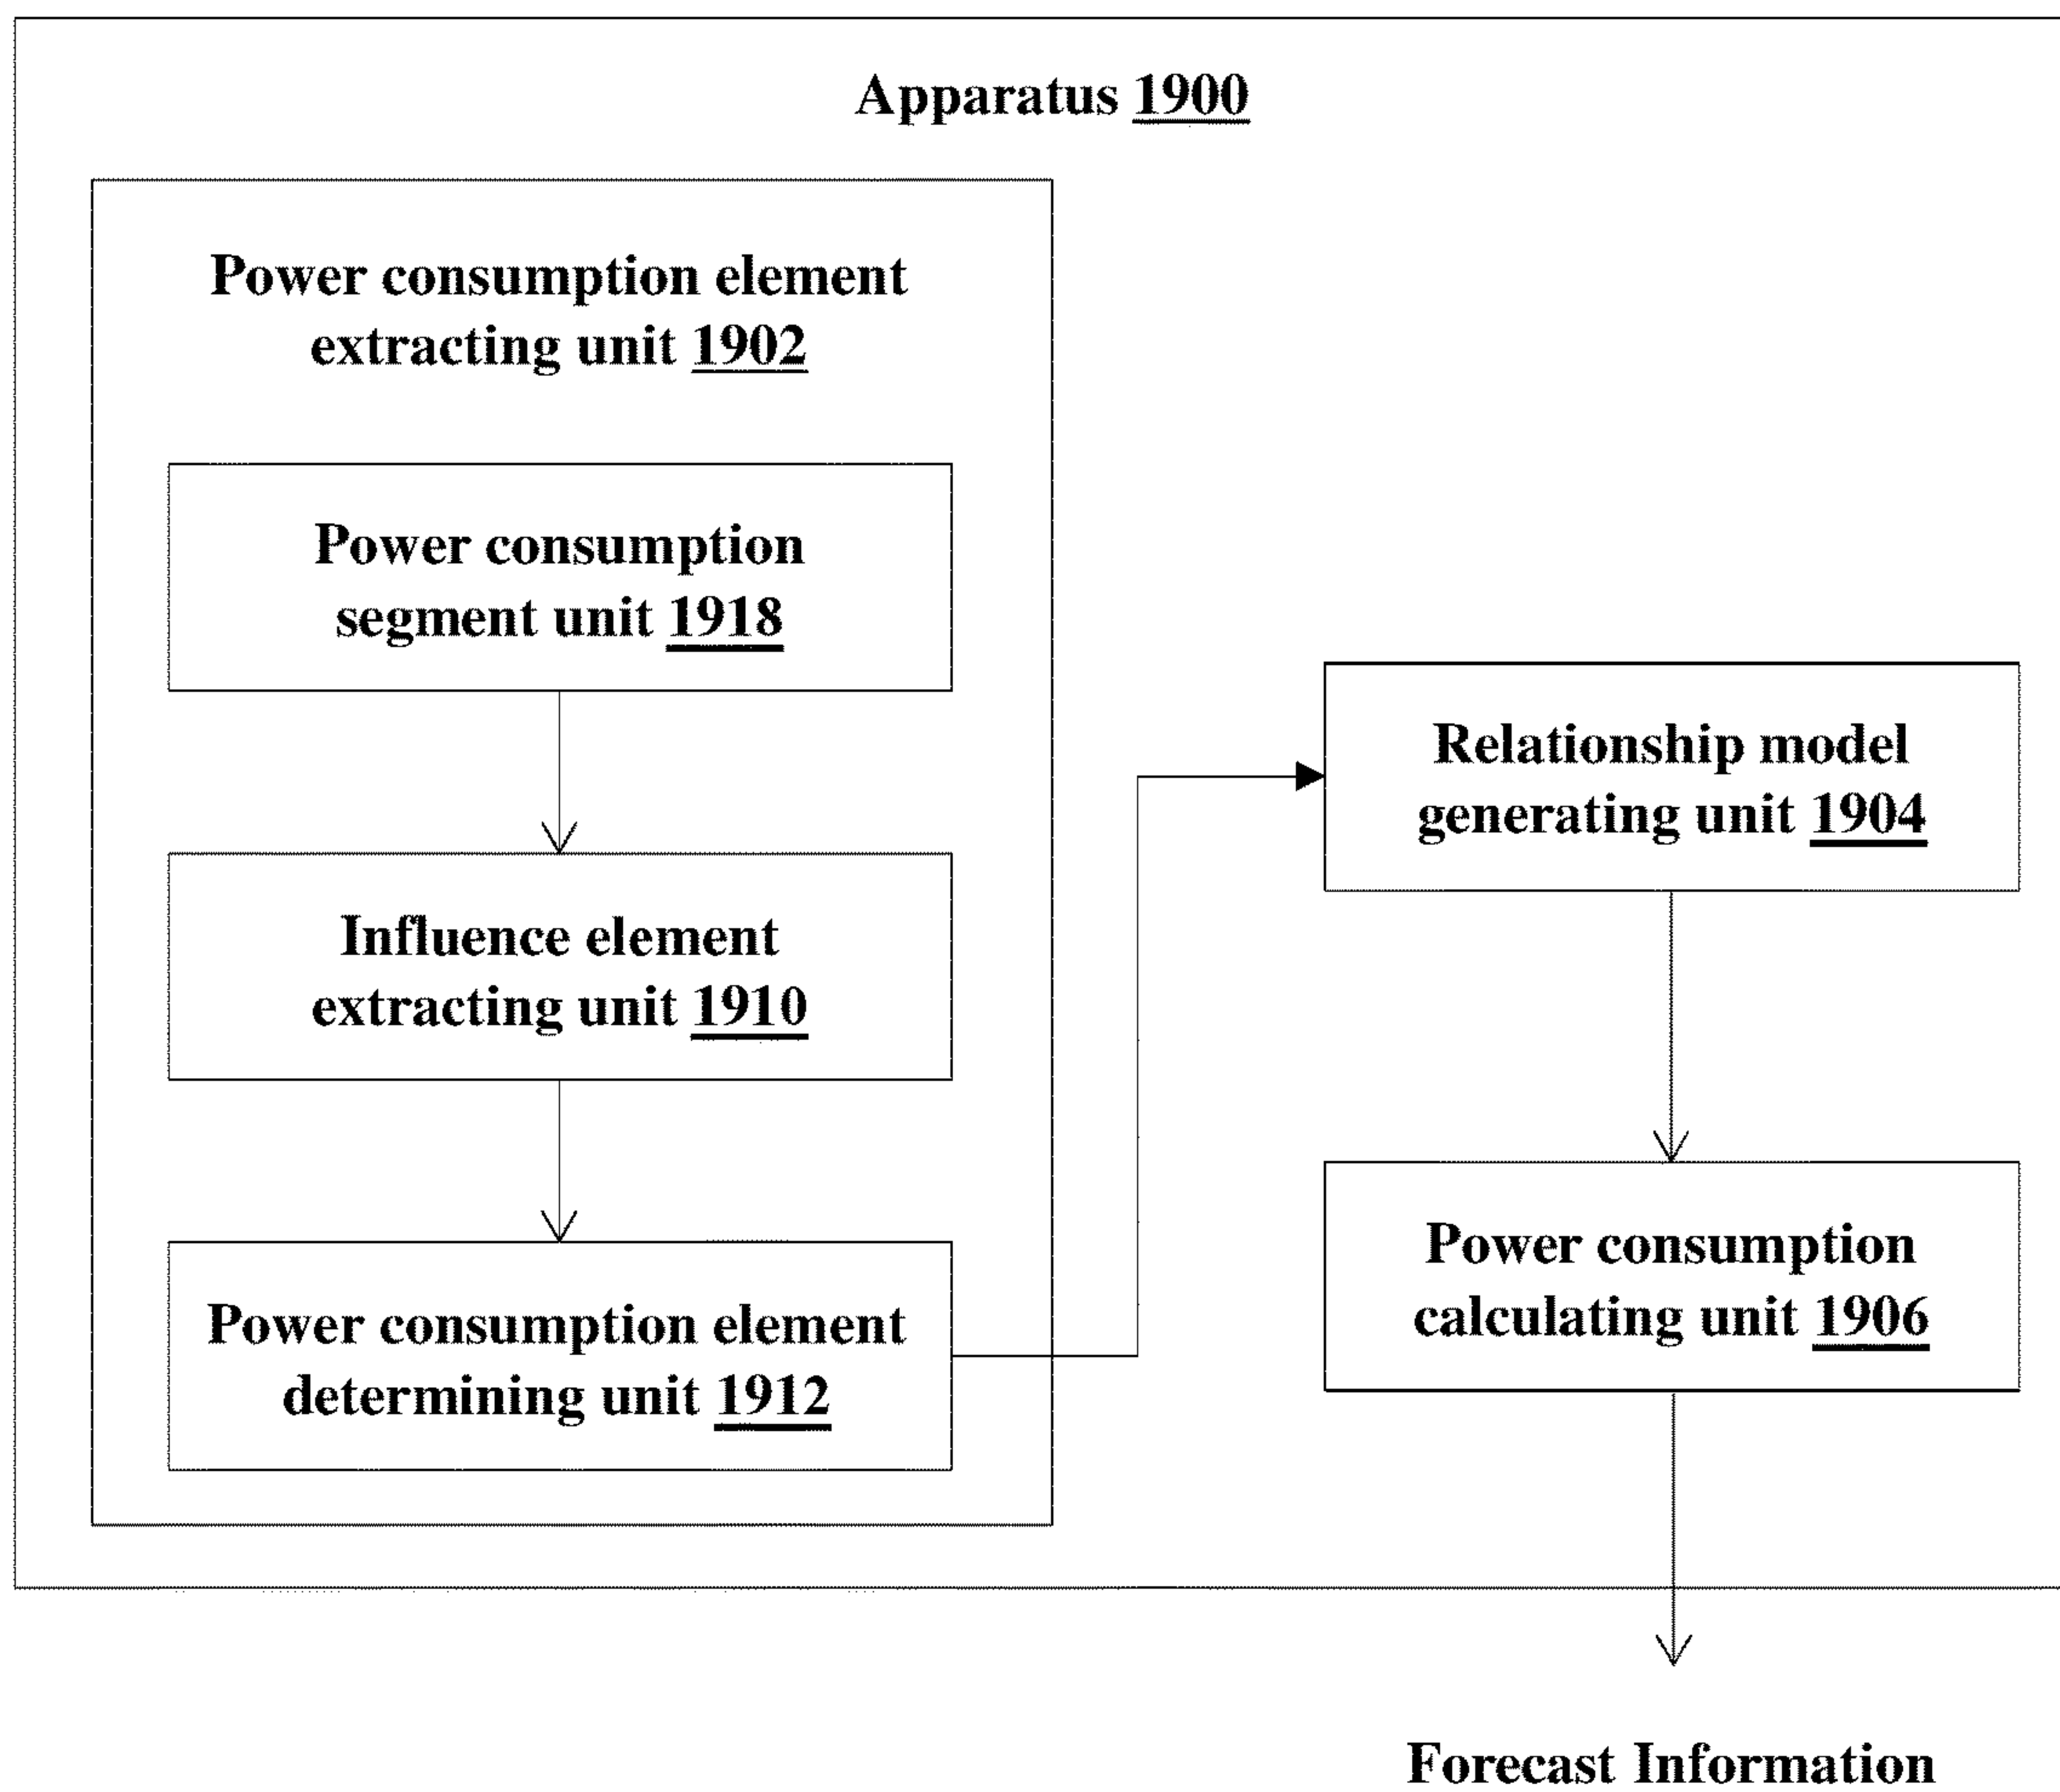 Apparatus 1900
Power consumption element
extracting unit 1902
Power consumption
segment unit 1918
Influence element
extracting unit 1910
Power consumption element
determining unit 1912
Relationship model
generating unit 1904
Power consumption
calculating unit 1906
Forecast Information